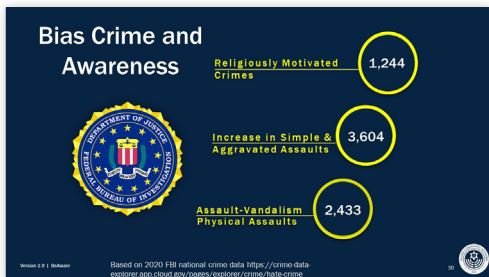 Bias Crime and
Awareness
Religiously Motivated
Crimes
1,244
Increase in Simple &
Aggravated Assaults
3,604
Assault-Vandalism
Physical Assaults
2,433
DEPARTMENT OF JUSTICE
FEDERAL BUREAU OF INVESTIGATION
Version 2.0 | BeAware
Based on 2020 FBI national crime data https://crime-data-
explorer.app.cloud.gov/pages/explorer/crime/hate-crime
30